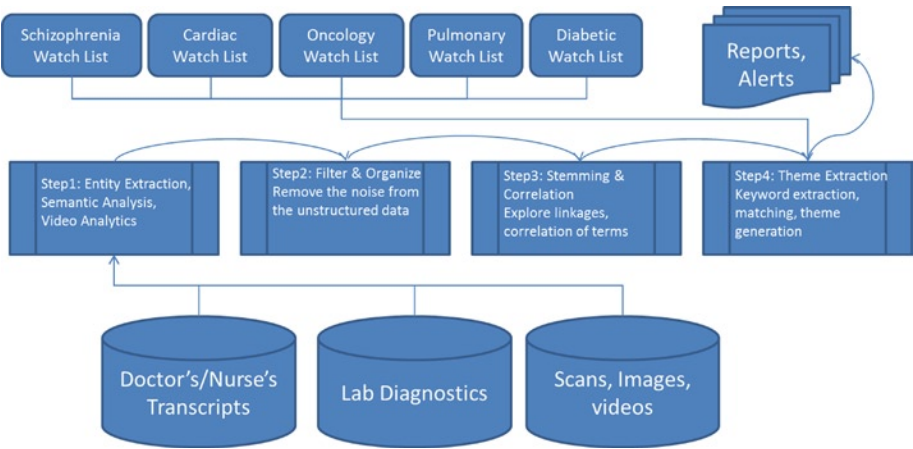 Schizophrenia
Watch List
Cardiac
Watch List
Oncology
Watch List
Pulmonary
Watch List
Diabetic
Watch List
Reports,
Alerts
Step1: Entity Extraction,
Semantic Analysis,
Video Analytics
Step2: Filter & Organize
Remove the noise from
the unstructured data
Step3: Stemming &
Correlation
Explore linkages,
correlation of terms
Step4: Theme Extraction
Keyword extraction,
matching, theme
generation
Doctor's/Nurse's
Transcripts
Lab Diagnostics
Scans, Images,
videos